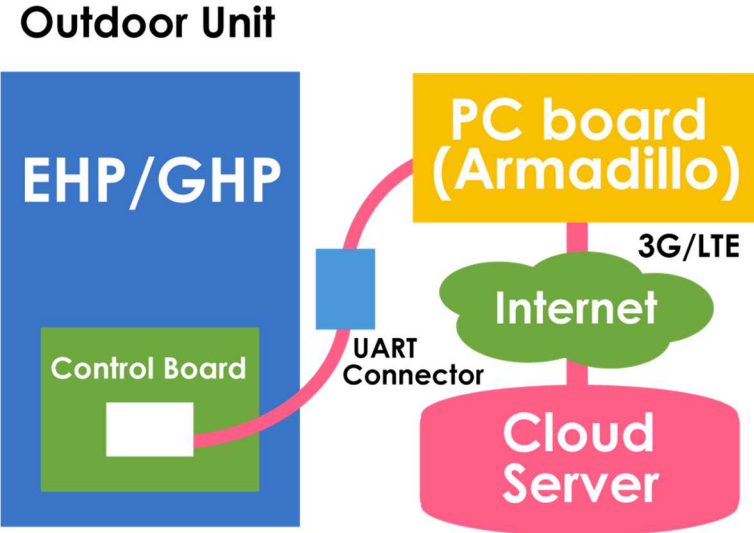 Outdoor Unit
EHP/GHP
Control Board
UART
Connector
PC board
(Armadillo)
3G/LTE
Internet
Cloud
Server